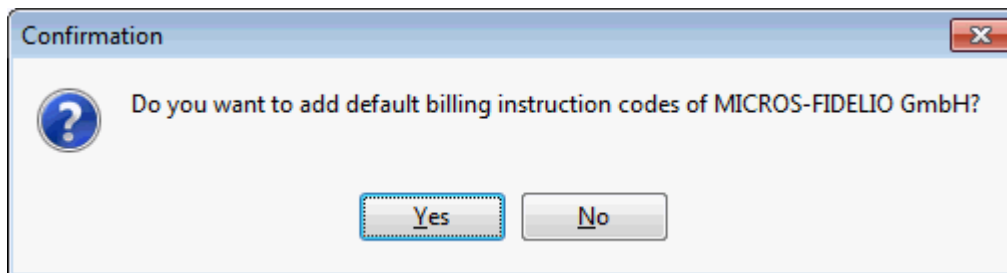 Confirmation
Do you want to add default billing instruction codes of MICROS-FIDELIO GmbH?
Yes
No